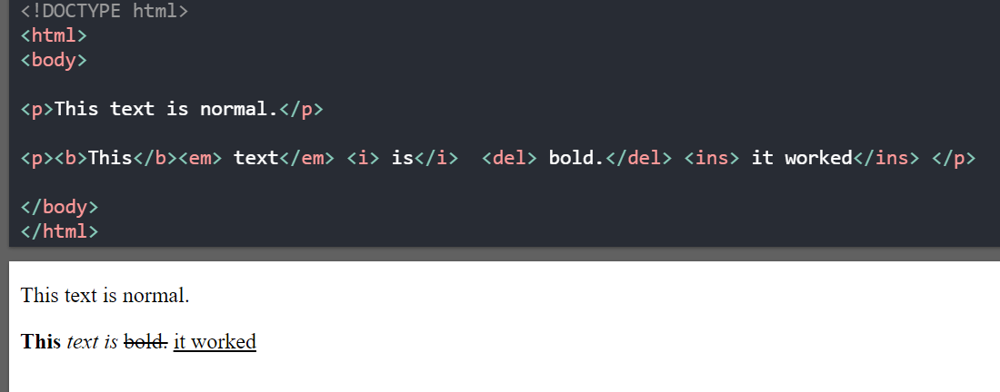 <!DOCTYPE html>
<html>
<body>
<p>This text is normal.</p>
<p><b>This</b><em> text</em> <i> is</i>  <del> bold.</del> <ins> it worked</ins> </p>
</body>
</html>
This text is normal.
This text is bold. it worked